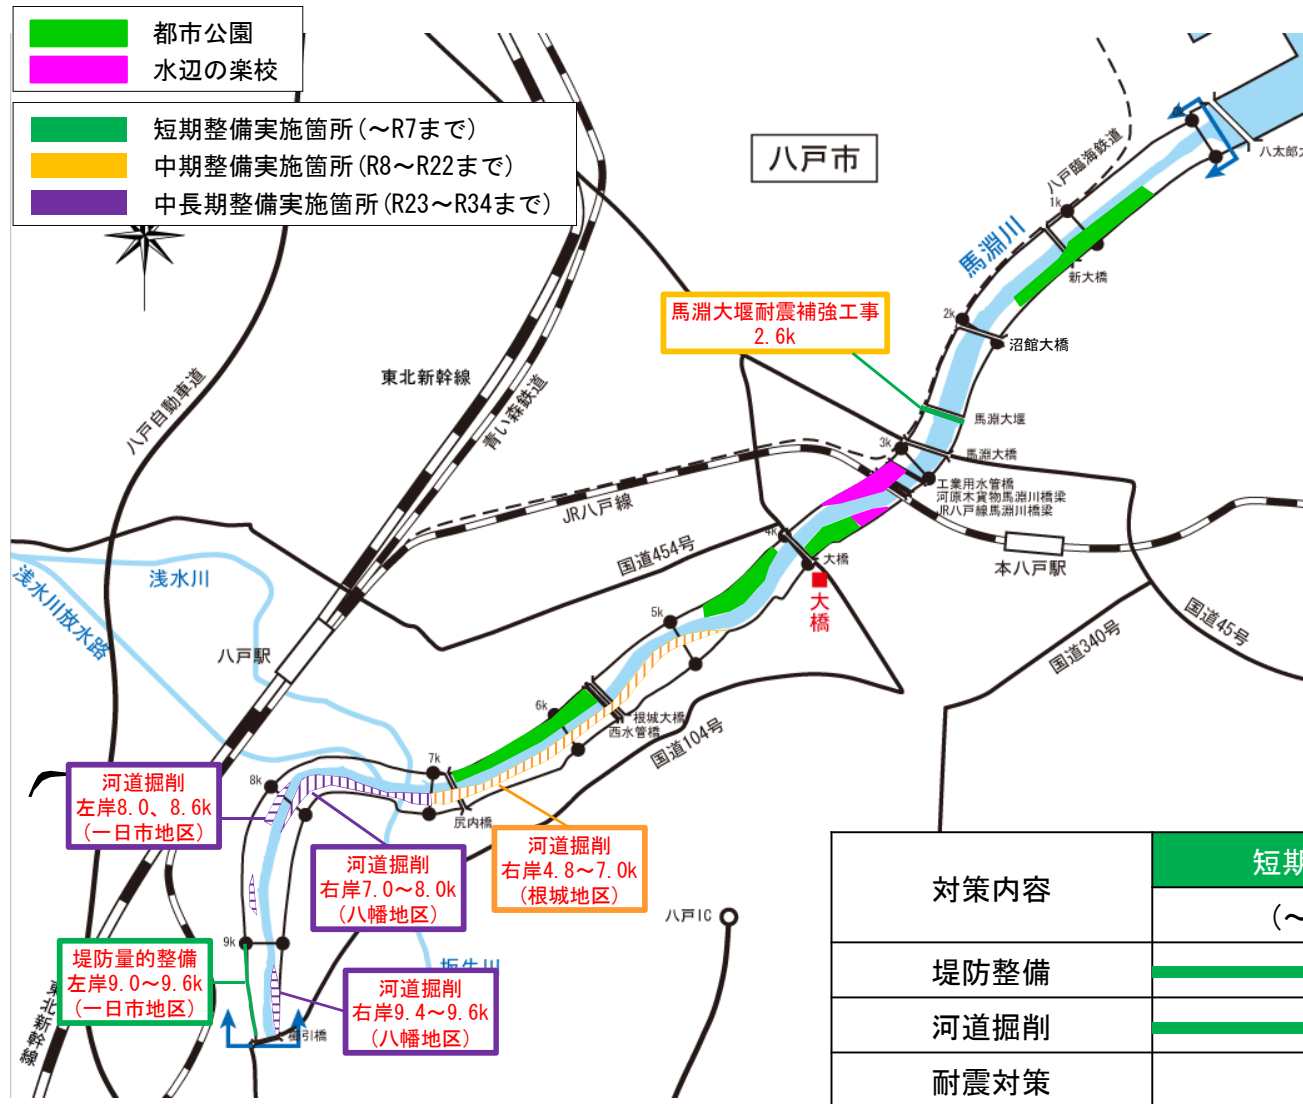 都市公園
水辺の楽校
短期整備実施箇所(～R7まで)
中期整備実施箇所(R8～R22まで)
中長期整備実施箇所(R23～R34まで)
八戸市
八戸臨海鉄道
馬淵川
0k
八太郎大
1k
新大橋
2k
沼館大橋
馬淵大堰耐震補強工事
2.6k
馬淵大堰
3k
馬淵大橋
工業用水管橋
河原木貨物馬淵川橋梁
JR八戸線馬淵川橋梁
東北新幹線
青い森鉄道
八戸自動車道
JR八戸線
国道454号
4k
大橋
大橋
本八戸駅
国道45号
国道340号
浅水川
浅水川放水路
八戸駅
5k
6k
根城大橋
西水管橋
国道104号
7k
尻内橋
8k
河道掘削
左岸8.0、8.6k
(一日市地区)
河道掘削
右岸7.0～8.0k
(八幡地区)
河道掘削
右岸4.8～7.0k
(根城地区)
八戸IC
9k
堤防量的整備
左岸9.0～9.6k
(一日市地区)
河道掘削
右岸9.4～9.6k
(八幡地区)
櫛引橋
東北新幹線
対策内容
短期
(～
堤防整備
河道掘削
耐震対策